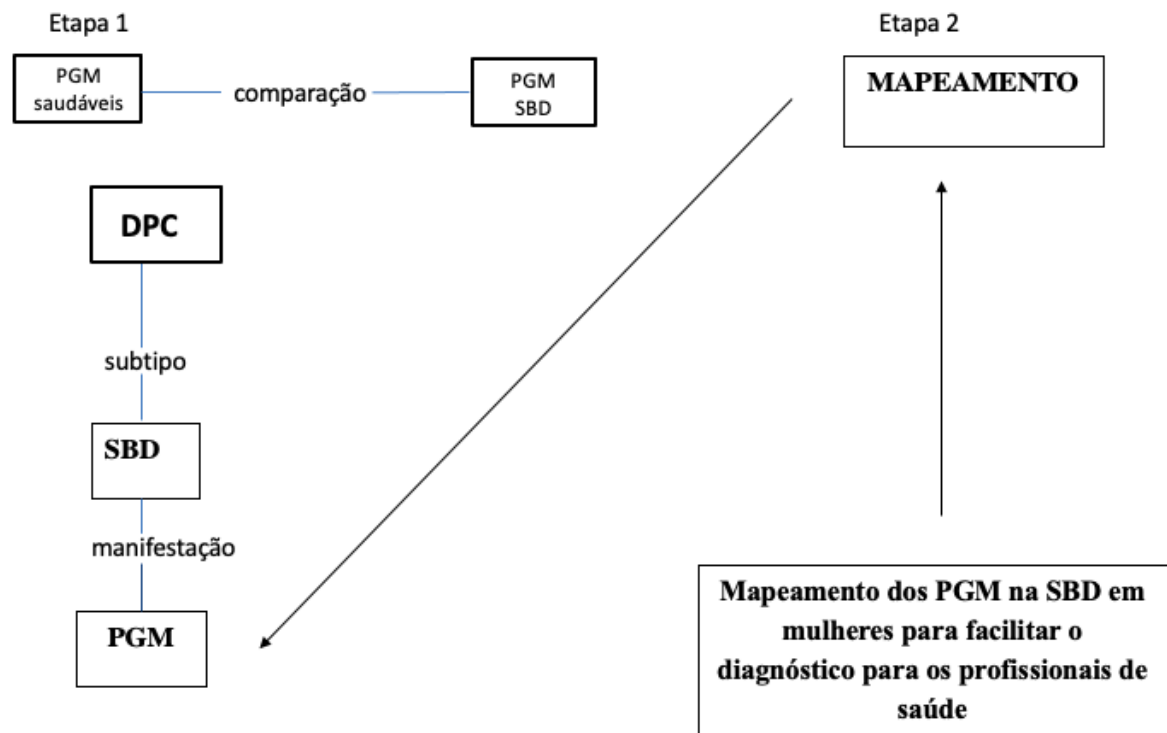 Etapa 1
Etapa 2
PGM
saudáveis
comparação
PGM
SBD
MAPEAMENTO
DPC
subtipo
SBD
manifestação
PGM
Mapeamento dos PGM na SBD em
mulheres para facilitar o
diagnóstico para os profissionais de
saúde